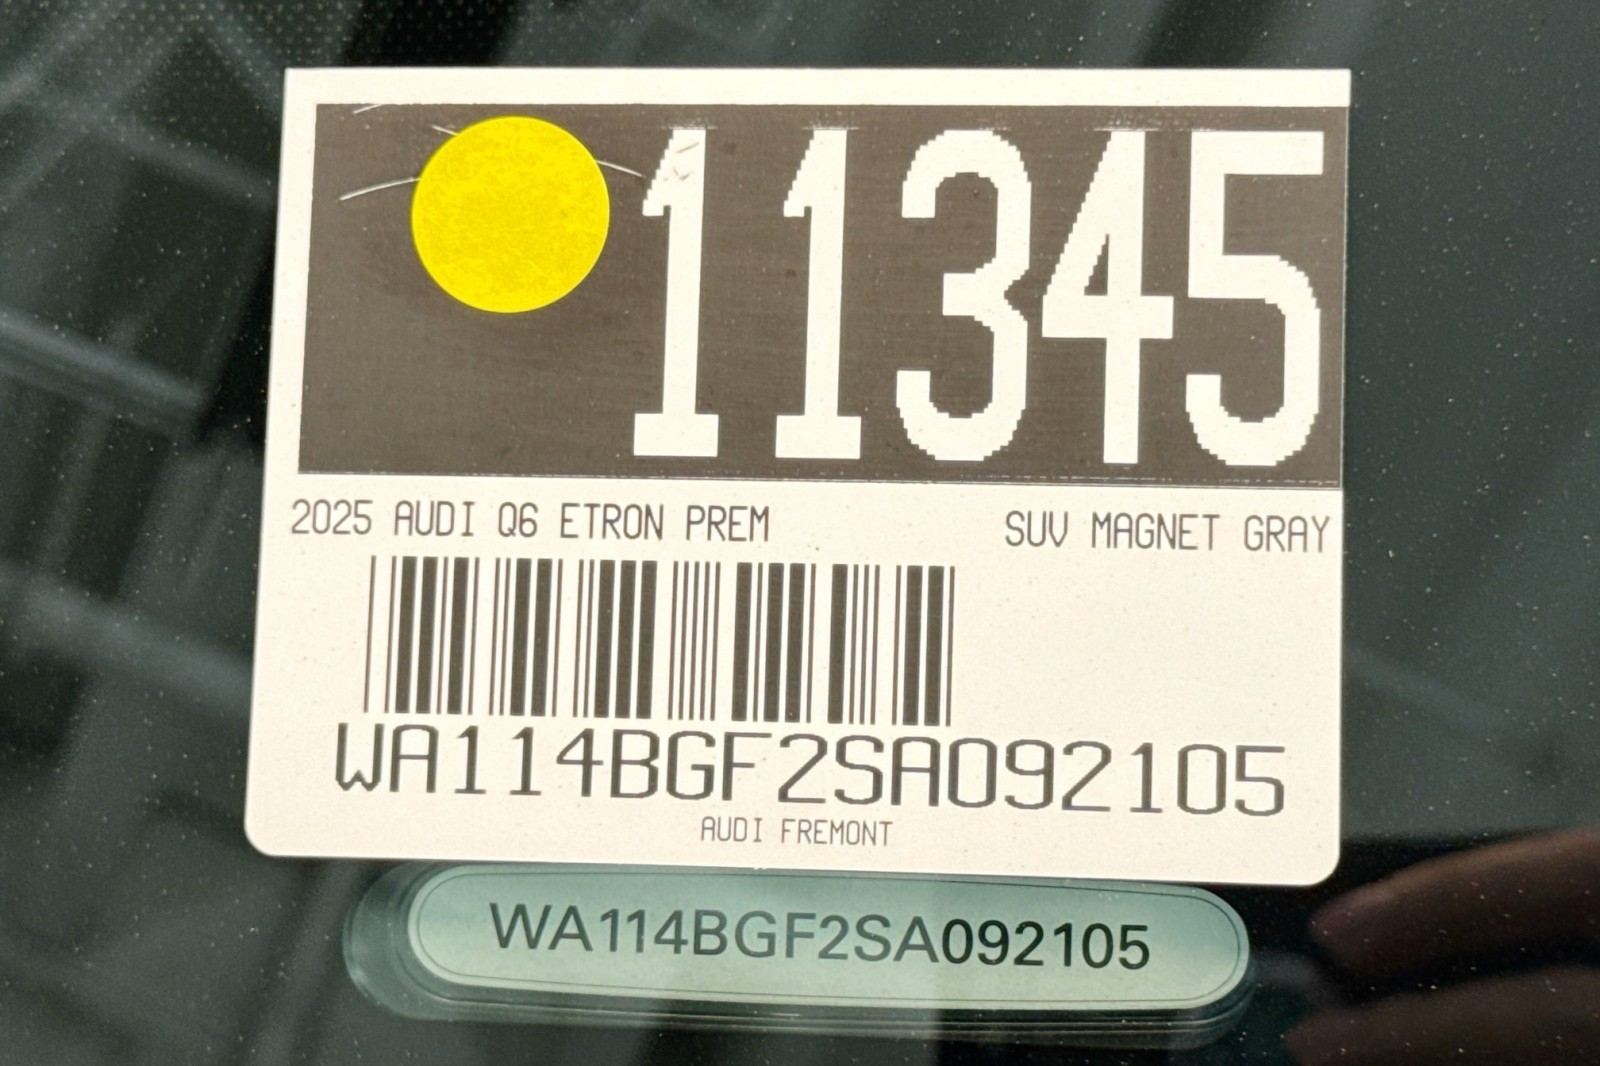 11345
2025 AUDI Q6 ETRON PREM SUV MAGNET GRAY
WA114BGF2SA092105
AUDI FREMONT
WA114BGF2SA092105